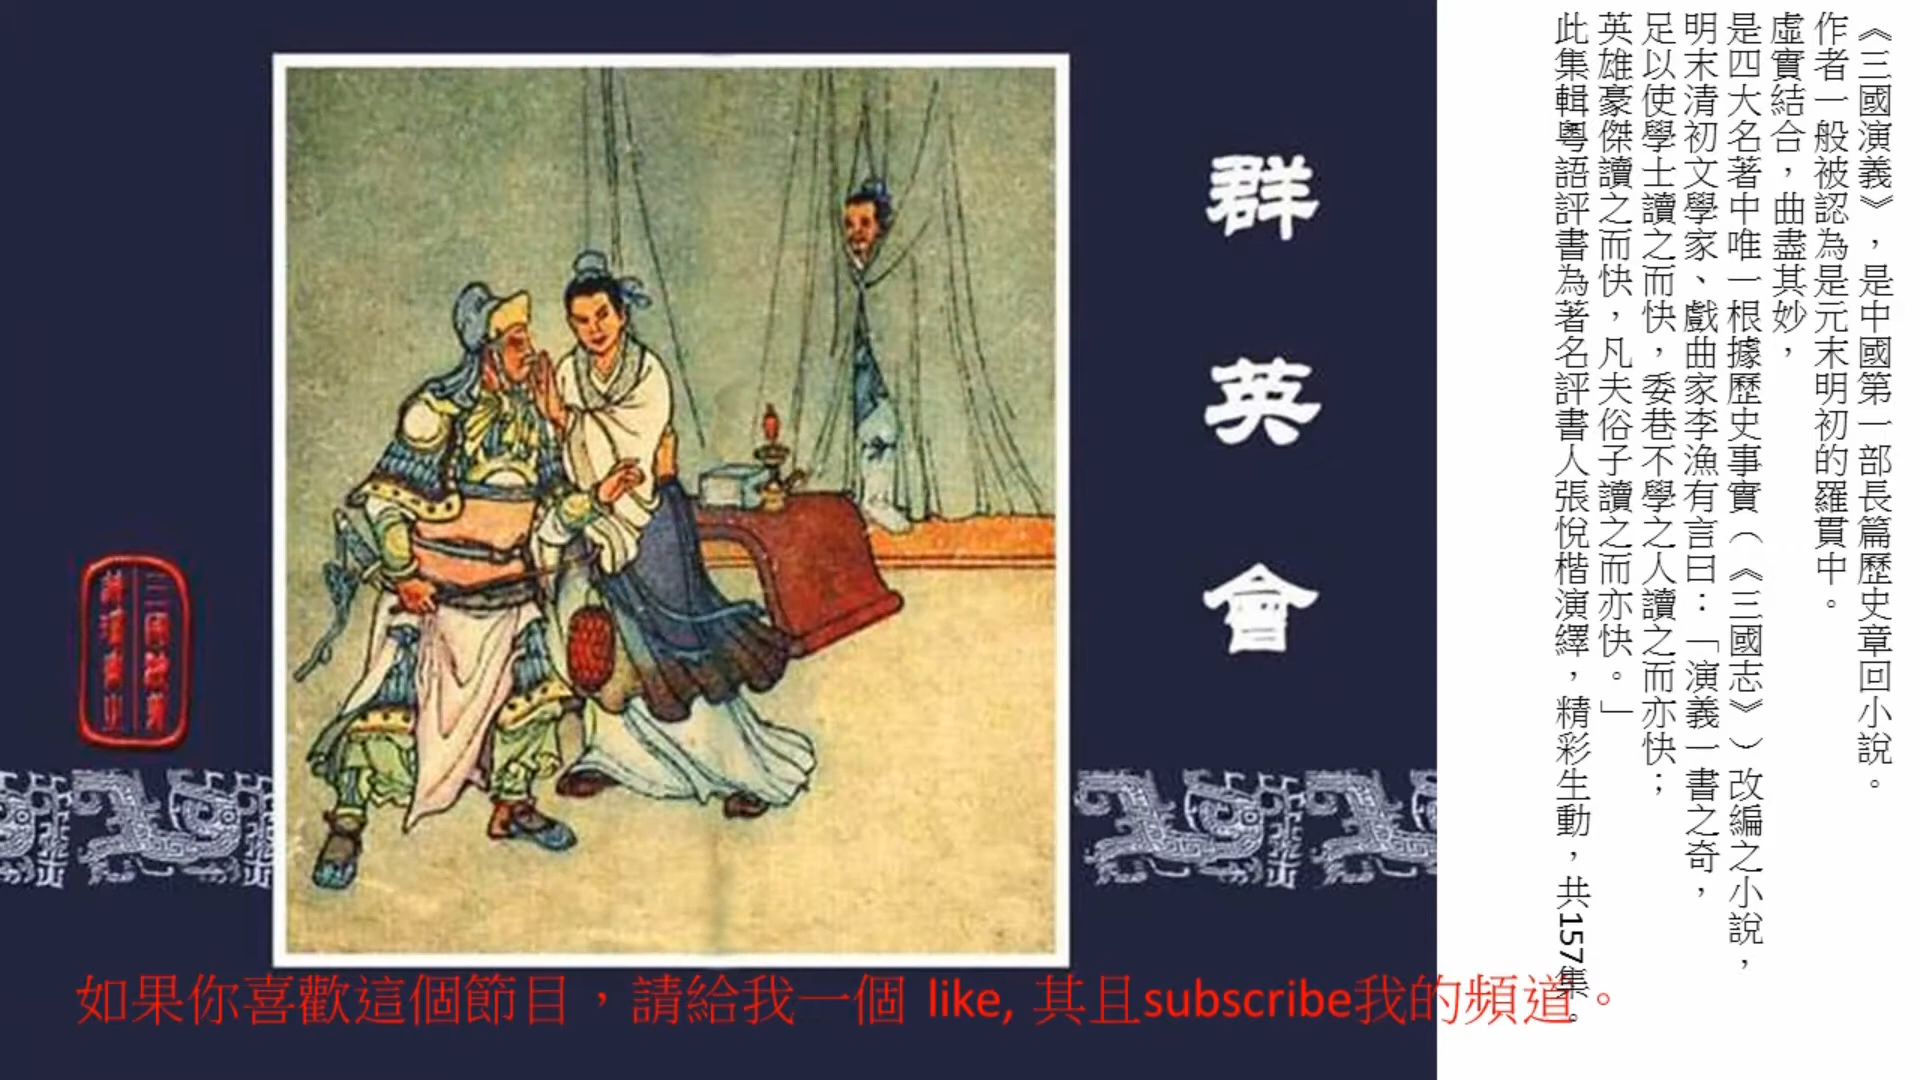 《三國演義》，是中國第一部長篇歷史章回小說。
作者一般被認為是元末明初的羅貫中。
虛實結合，曲盡其妙，
是四大名著中唯一根據歷史事實（《三國志》）改編之小說，
明末清初文學家、戲曲家李漁有言曰：「演義一書之奇，
足以使學士讀之而快，委巷不學之人讀之而亦快；
英雄豪傑讀之而快，凡夫俗子讀之而亦快。」
此集輯粵語評書為著名評書人張悅楷演繹，精彩生動，共157集。
群英會
如果你喜歡這個節目，請給我一個 like, 其且subscribe我的頻道。